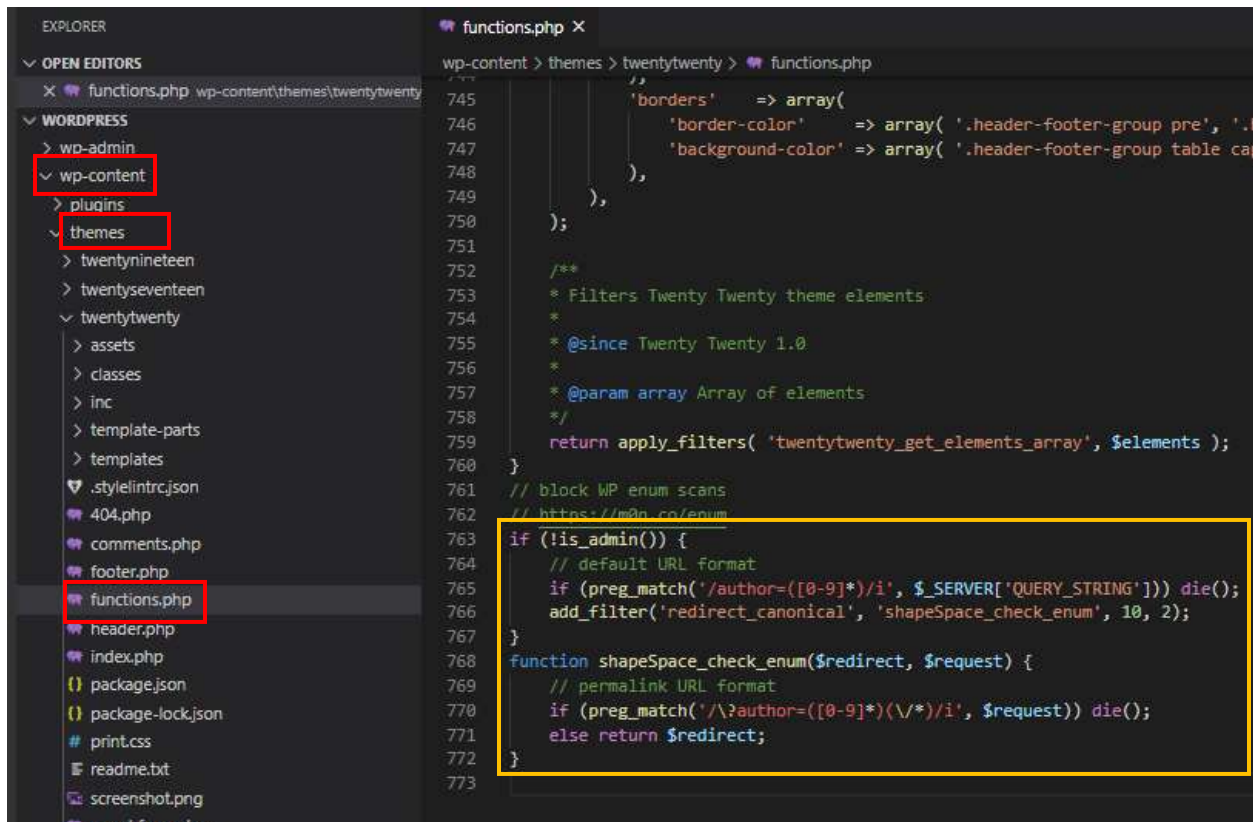 EXPLORER
OPEN EDITORS
functions.php wp-content\themes\twentytwenty
WORDPRESS
wp-admin
wp-content
plugins
themes
twentynineteen
twentyseventeen
twentytwenty
assets
classes
inc
template-parts
templates
.stylelintrc.json
404.php
comments.php
footer.php
functions.php
header.php
index.php
package.json
package-lock.json
print.css
readme.txt
screenshot.png
functions.php
wp-content > themes > twentytwenty > functions.php
744 ),
745 'borders' => array(
746 'border-color' => array( '.header-footer-group pre', '.
747 'background-color' => array( '.header-footer-group table cap
748 ),
749 ),
750 );
751
752 /**
753 * Filters Twenty Twenty theme elements
754 *
755 * @since Twenty Twenty 1.0
756 *
757 * @param array Array of elements
758 */
759 return apply_filters( 'twentytwenty_get_elements_array', $elements );
760 }
761 // block WP enum scans
762 // https://m0n.co/enum
763 if (!is_admin()) {
764 // default URL format
765 if (preg_match('/author=([0-9]*)/i', $_SERVER['QUERY_STRING'])) die();
766 add_filter('redirect_canonical', 'shapeSpace_check_enum', 10, 2);
767 }
768 function shapeSpace_check_enum($redirect, $request) {
769 // permalink URL format
770 if (preg_match('/\?author=([0-9]*)(\/*)/i', $request)) die();
771 else return $redirect;
772 }
773